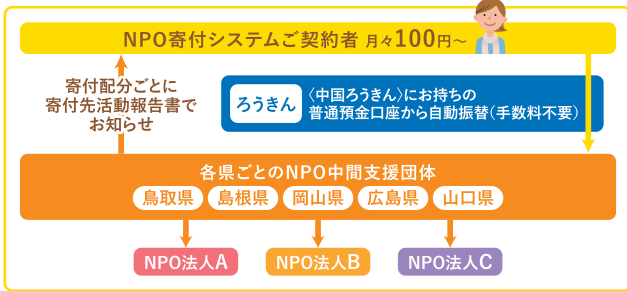 NPO寄付システムご契約者 月々100円～
寄付配分ごとに
寄付先活動報告書で
お知らせ
ろうきん
〈中国ろうきん〉にお持ちの
普通預金口座から自動振替(手数料不要)
各県ごとのNPO中間支援団体
鳥取県 島根県 岡山県 広島県 山口県
NPO法人A NPO法人B NPO法人C